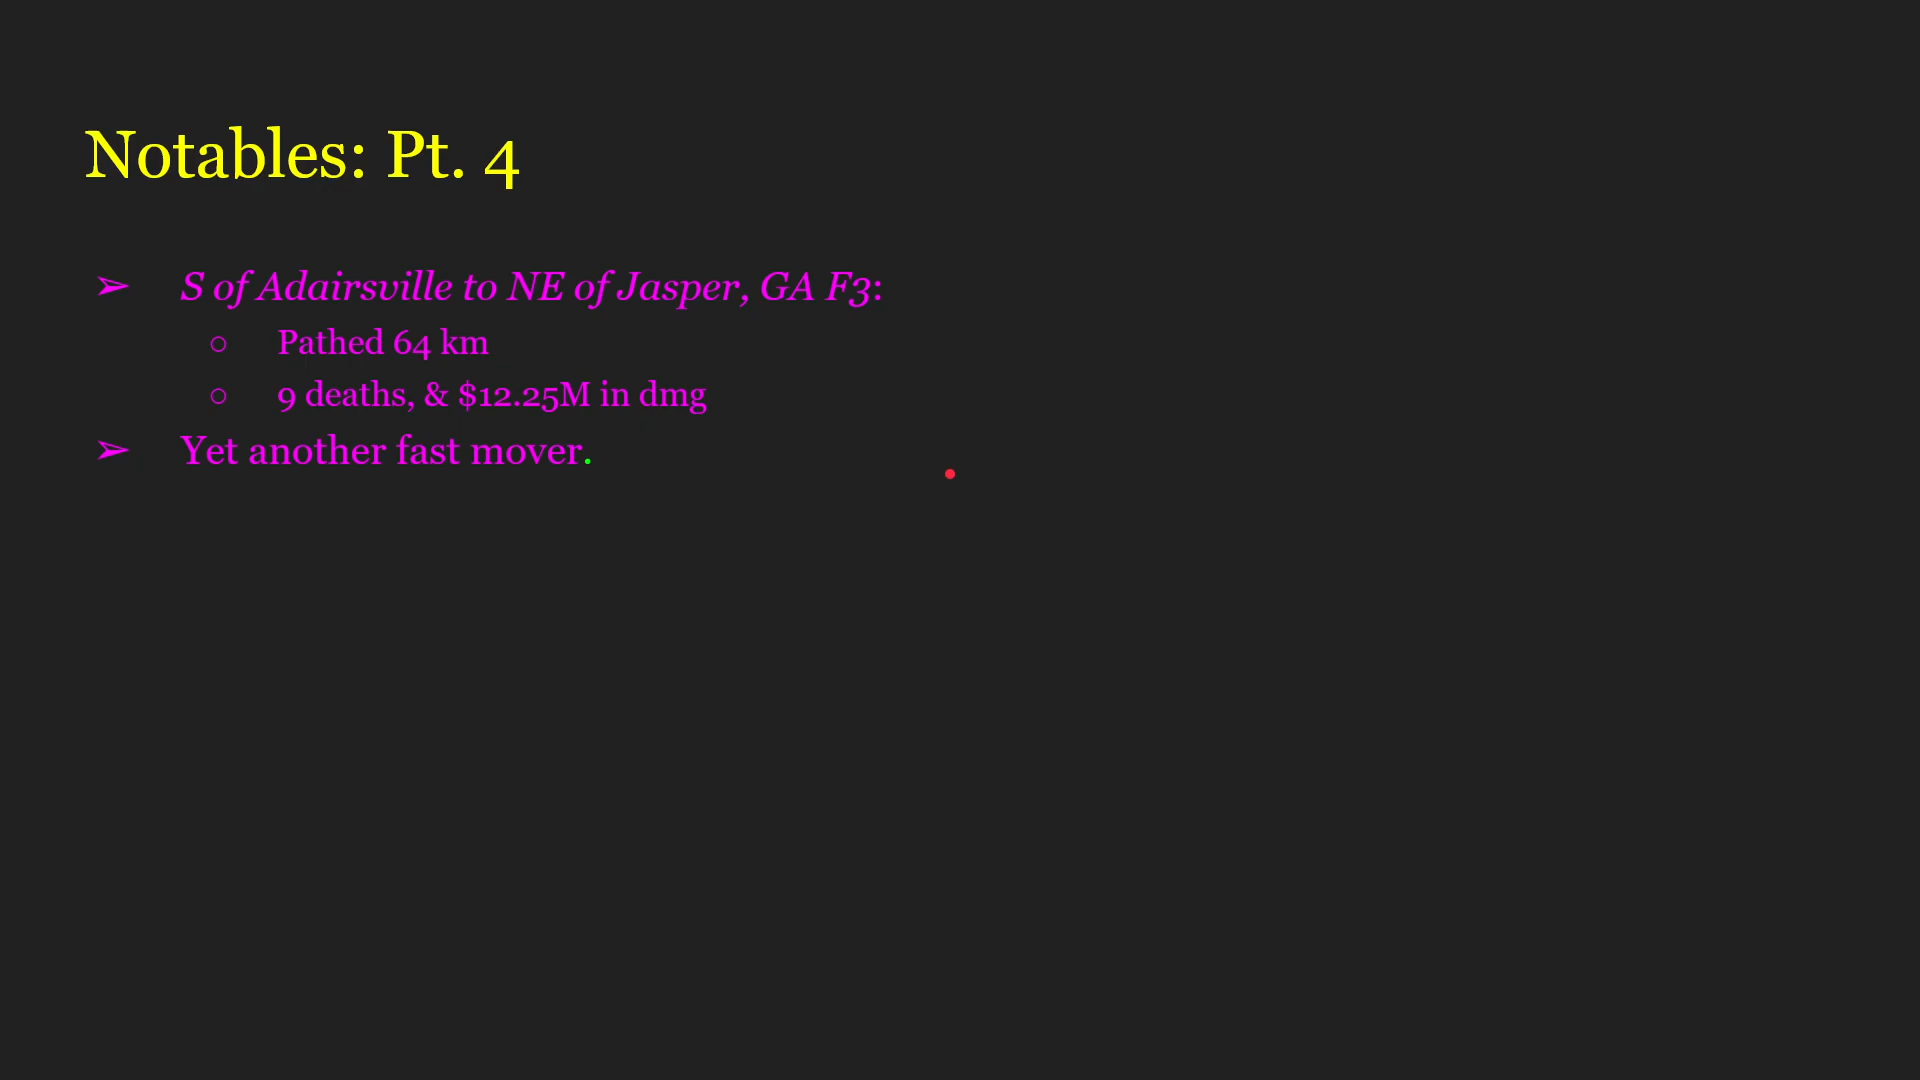 Notables: Pt. 4
➢ S of Adairsville to NE of Jasper, GA F3:
○ Pathed 64 km
○ 9 deaths, & $12.25M in dmg
➢ Yet another fast mover.